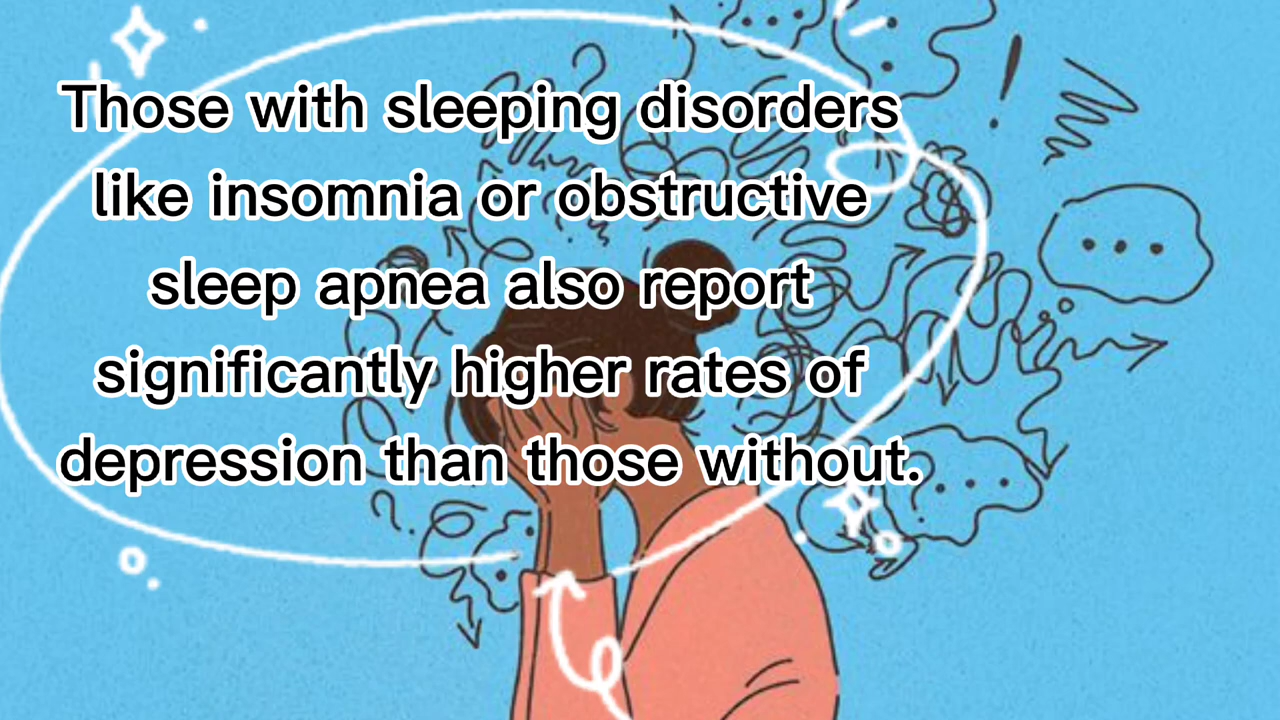 Those with sleeping disorders
like insomnia or obstructive
sleep apnea also report
significantly higher rates of
depression than those without.